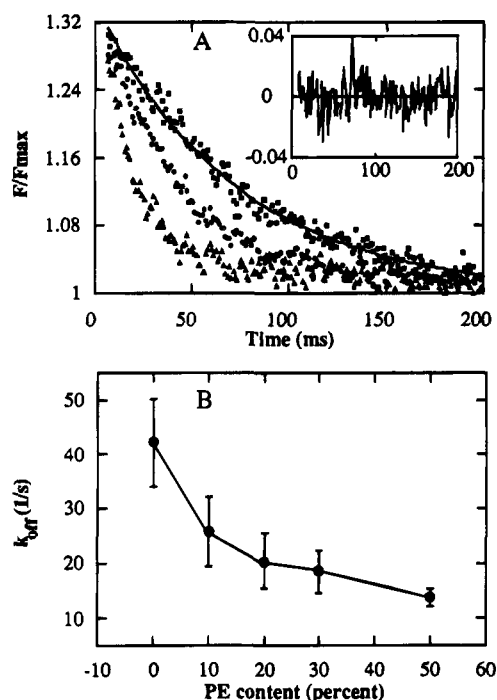 1.32
1.24
1.16
1.08
1
F/Fmax
A
0.04
0
-0.04
0 100 200
0 50 100 150 200
Time (ms)
B
50
40
30
20
10
k_off (1/s)
-10 0 10 20 30 40 50 60
PE content (percent)